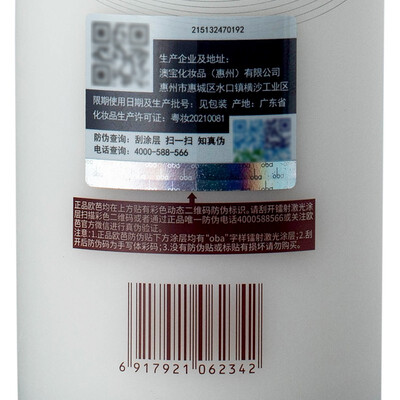 215132470192
生产企业及地址:
澳宝化妆品（惠州）有限公司
惠州市惠城区水口镇横沙工业区
限期使用日期及生产批号: 见包装 产地: 广东省
化妆品生产许可证: 粤妆20210081
防伪查询: 刮涂层 扫一扫 知真伪
电话查询: 4000-588-566
oba oba oba
正品欧芭均在上方贴有彩色动态二维码防伪标识。请刮开镭射激光涂
层扫描彩色二维码或者通过正品唯一防伪电话4000588566或关注欧
芭官方微信进行真伪验证。
注意:1.正品欧芭防伪贴下方涂层均有"oba"字样镭射激光涂层;2.刮
开后防伪码为手写体彩码;3.没有防伪贴或标贴有损坏请勿购买。
6 917921 062342